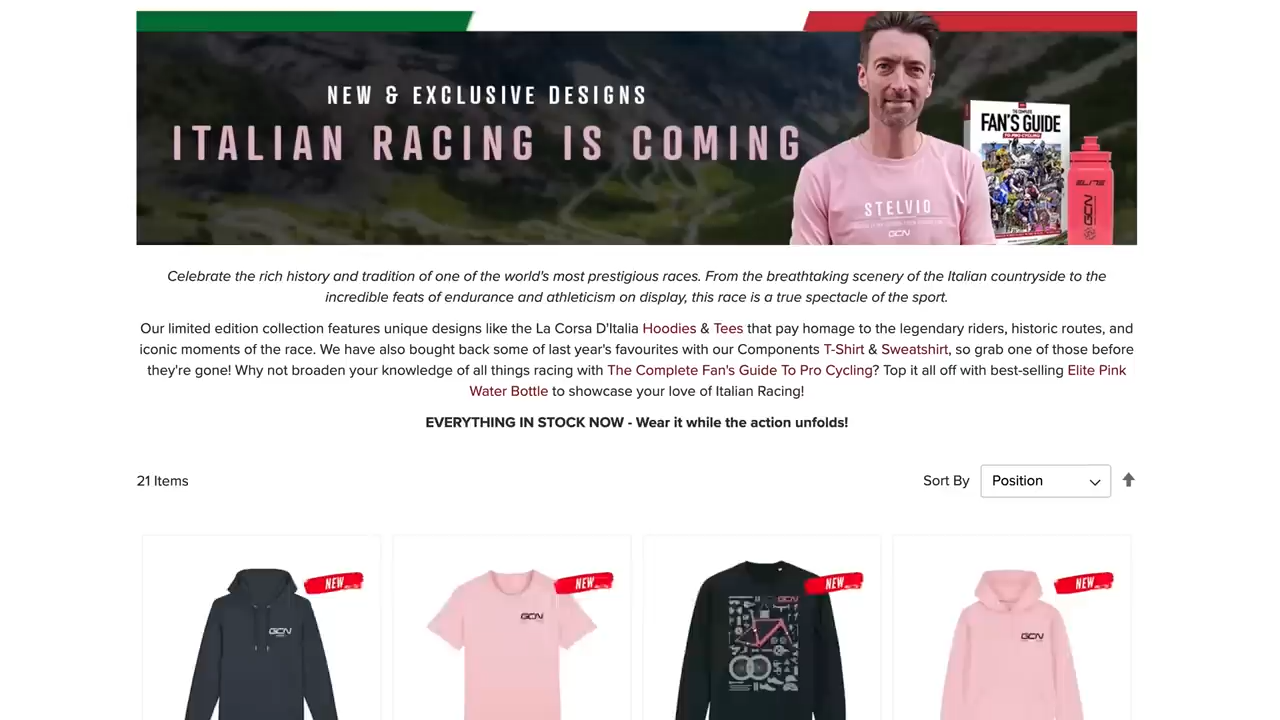 NEW & EXCLUSIVE DESIGNS
ITALIAN RACING IS COMING
THE COMPLETE
FAN'S GUIDE
TO PRO CYCLING
STELVIO
GCN
ELITE
GCN
Celebrate the rich history and tradition of one of the world's most prestigious races. From the breathtaking scenery of the Italian countryside to the
incredible feats of endurance and athleticism on display, this race is a true spectacle of the sport.
Our limited edition collection features unique designs like the La Corsa D'Italia Hoodies & Tees that pay homage to the legendary riders, historic routes, and
iconic moments of the race. We have also bought back some of last year's favourites with our Components T-Shirt & Sweatshirt, so grab one of those before
they're gone! Why not broaden your knowledge of all things racing with The Complete Fan's Guide To Pro Cycling? Top it all off with best-selling Elite Pink
Water Bottle to showcase your love of Italian Racing!
EVERYTHING IN STOCK NOW - Wear it while the action unfolds!
21 Items
Sort By Position
NEW
NEW
NEW
NEW
GCN
GCN
GCN
GCN